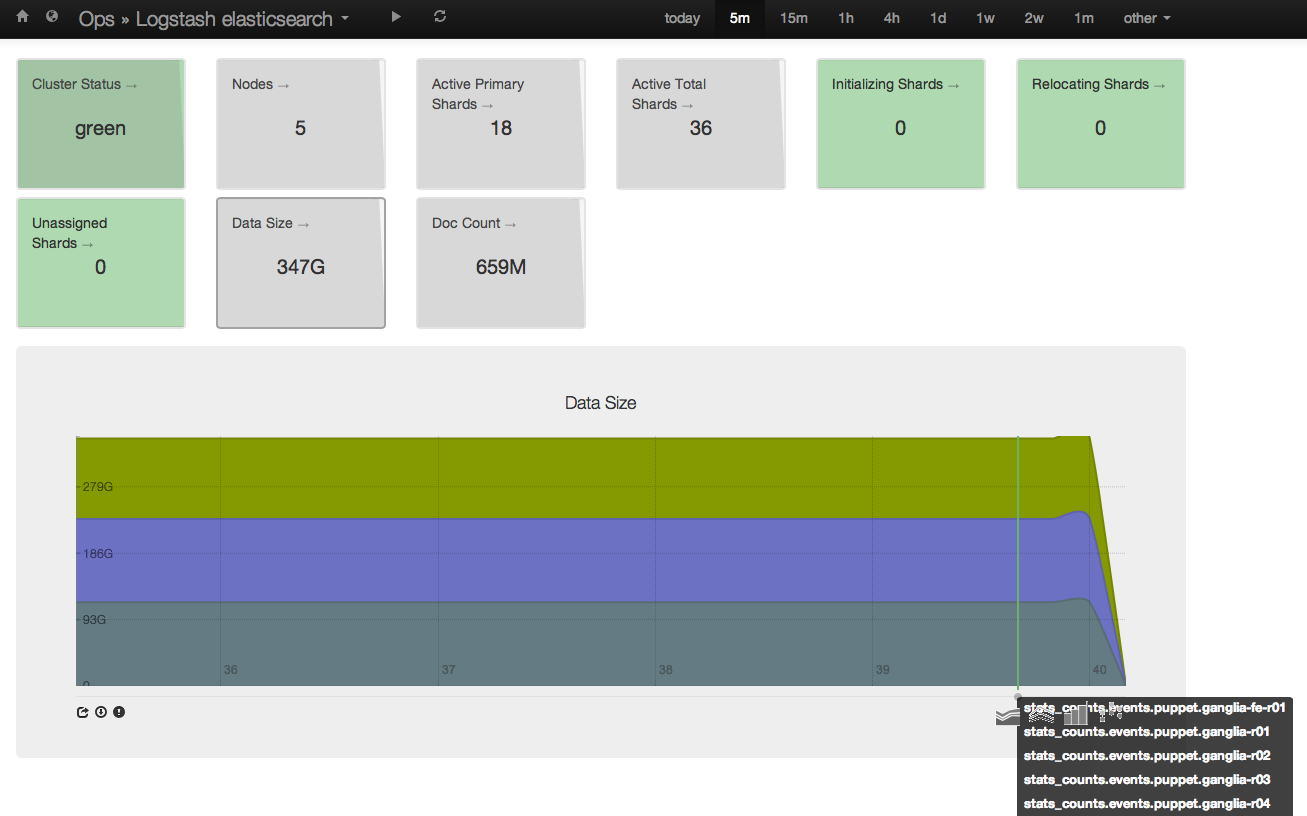 Ops » Logstash elasticsearch
today 5m 15m 1h 4h 1d 1w 2w 1m other
Cluster Status →
green
Nodes →
5
Active Primary
Shards →
18
Active Total
Shards →
36
Initializing Shards →
0
Relocating Shards →
0
Unassigned
Shards →
0
Data Size →
347G
Doc Count →
659M
Data Size
279G
186G
93G
0
36 37 38 39 40
stats_counts.events.puppet.ganglia-fe-r01
stats_counts.events.puppet.ganglia-r01
stats_counts.events.puppet.ganglia-r02
stats_counts.events.puppet.ganglia-r03
stats_counts.events.puppet.ganglia-r04